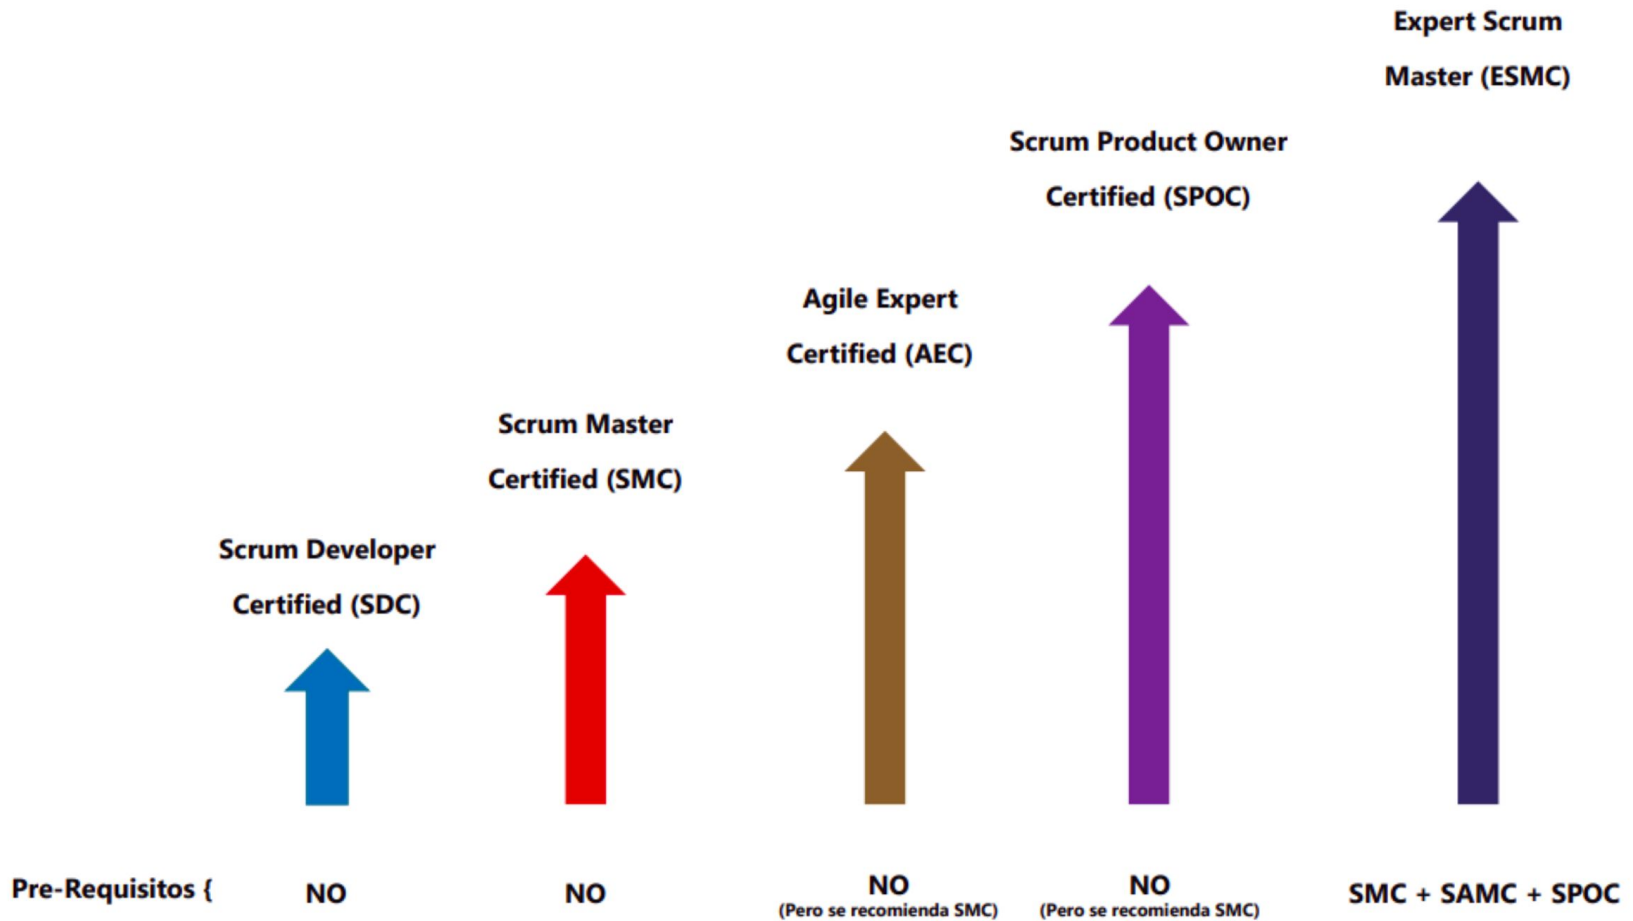 Expert Scrum
Master (ESMC)
Scrum Product Owner
Certified (SPOC)
Agile Expert
Certified (AEC)
Scrum Master
Certified (SMC)
Scrum Developer
Certified (SDC)
Pre-Requisitos {
NO
NO
NO
(Pero se recomienda SMC)
NO
(Pero se recomienda SMC)
SMC + SAMC + SPOC